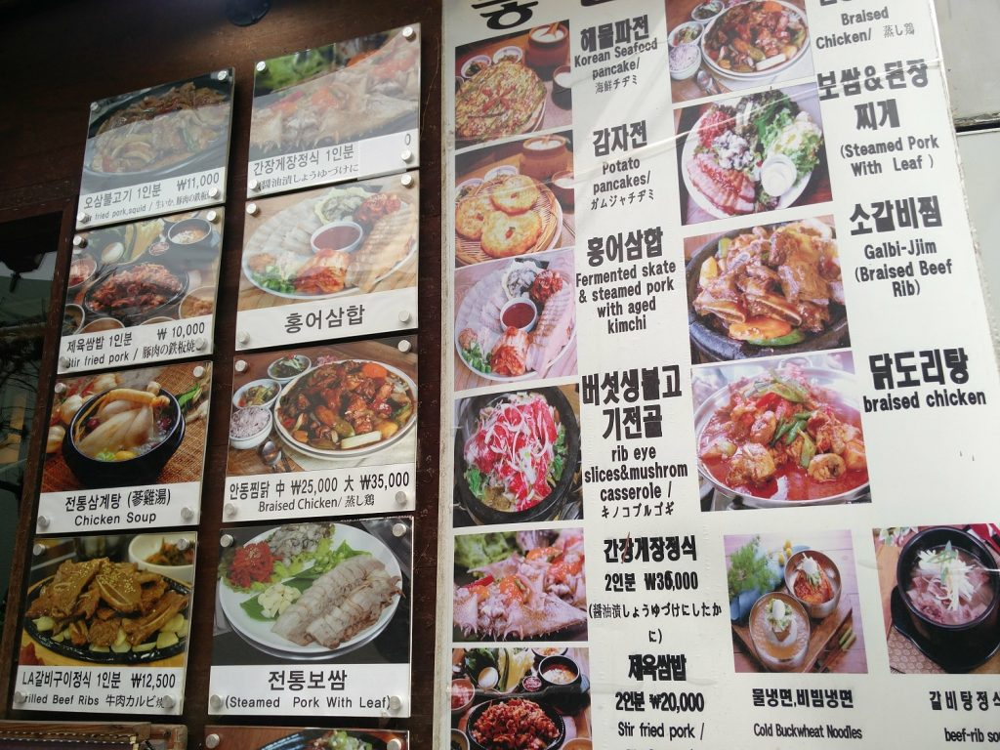 오삼불고기 1인분 ₩11,000
fried pork,squid / 生いか,豚肉の鉄板
제육쌈밥 1인분 ₩ 10,000
Stir fried pork / 豚肉の鉄板焼
전통삼계탕 (蔘雞湯)
Chicken Soup
LA갈비구이정식 1인분 ₩12,500
rilled Beef Ribs 牛肉カルビ
간장게장정식 1인분 0
醤油漬しょうゆづけに
홍어삼합
안동찜닭 中 ₩25,000 大 ₩35,000
Braised Chicken/ 蒸し鶏
전통보쌈
(Steamed Pork With Leaf)
해물파전
Korean Seafood
pancake/
海鮮チヂミ
감자전
Potato
pancakes/
ガムジャチヂミ
홍어삼합
Fermented skate
& steamed pork
with aged
kimchi
버섯생불고
기전골
rib eye
slices&mushrom
casserole /
キノコプルゴギ
간장게장정식
2인분 ₩36,000
(醤油漬しょうゆづけにしたか
に)
제육쌈밥
2인분 ₩20,000
Stir fried pork /
Braised
Chicken/ 蒸し鶏
보쌈&된장
찌개
(Steamed Pork
With Leaf )
소갈비찜
Galbi-Jjim
(Braised Beef
Rib)
닭도리탕
braised chicken
물냉면,비빔냉면
Cold Buckwheat Noodles
갈비탕정식
beef-rib